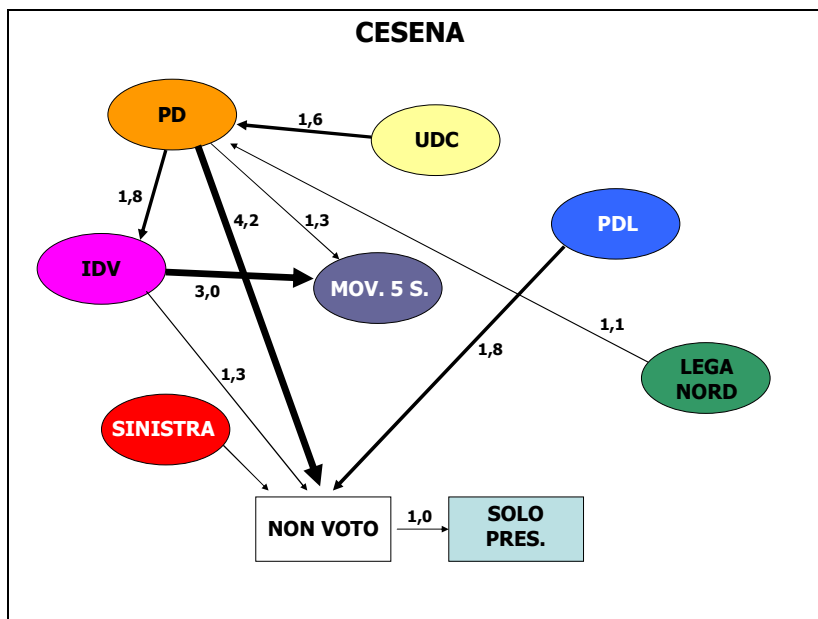 CESENA
PD
1,6
UDC
1,8
4,2
1,3
PDL
IDV
3,0
MOV. 5 S.
1,1
1,8
1,3
LEGA
NORD
SINISTRA
NON VOTO
1,0
SOLO
PRES.